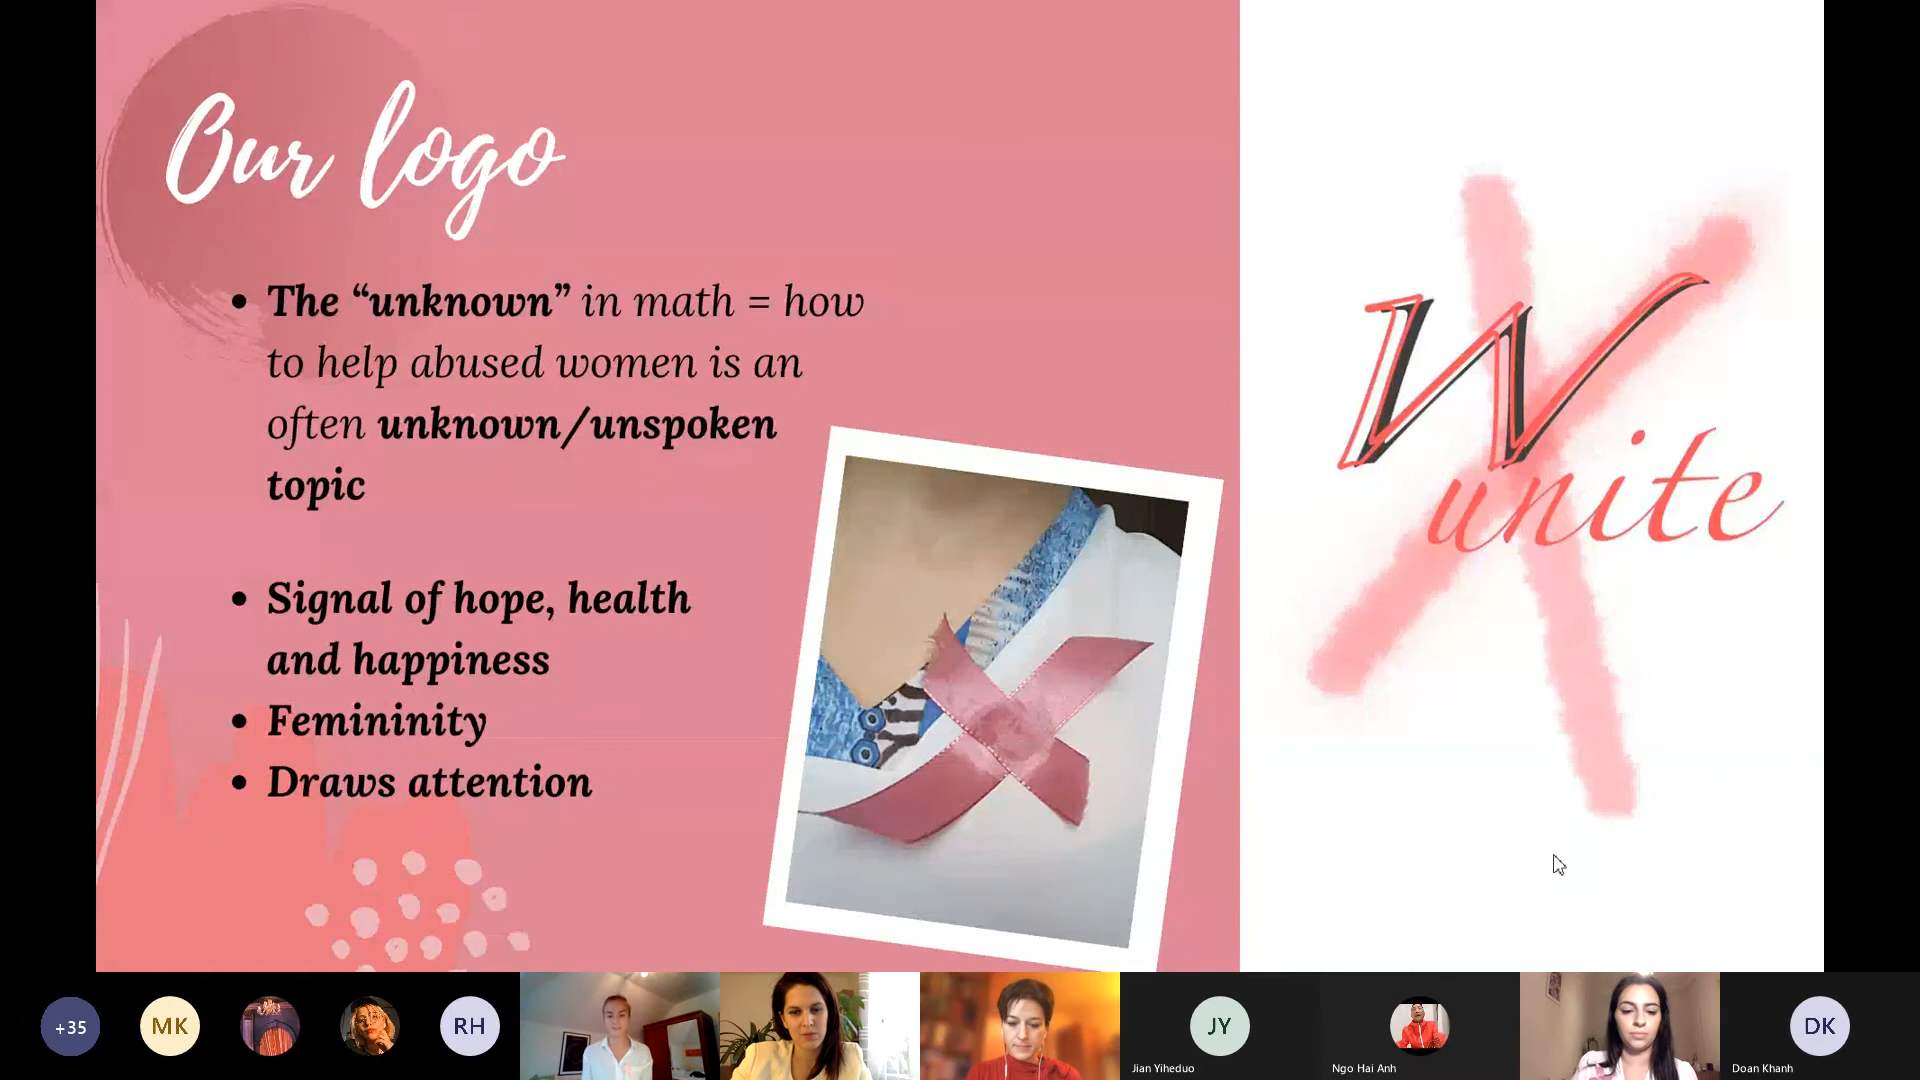 Our logo
• The “unknown” in math = how
to help abused women is an
often unknown/unspoken
topic
• Signal of hope, health
and happiness
• Femininity
• Draws attention
W
unite
+35
MK
RH
JY
Jian Yiheduo
Ngo Hai Anh
DK
Doan Khanh